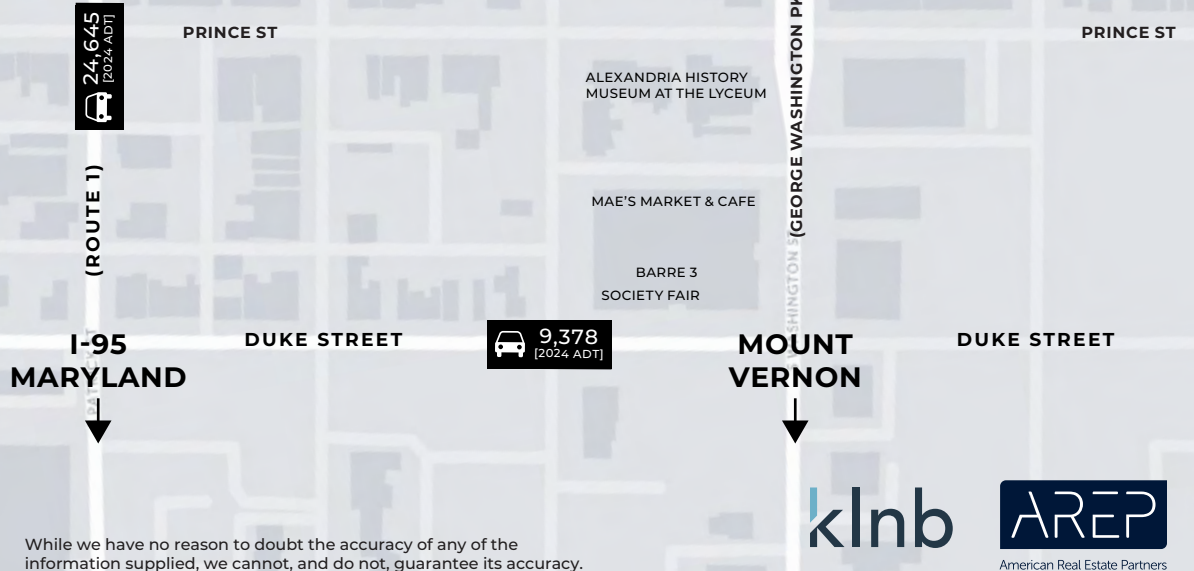 24,645
[2024 ADT]
PRINCE ST
PRINCE ST
ALEXANDRIA HISTORY
MUSEUM AT THE LYCEUM
(GEORGE WASHINGTON
(ROUTE 1)
MAE'S MARKET & CAFE
BARRE 3
SOCIETY FAIR
WASHINGTON ST
DUKE STREET
9,378
[2024 ADT]
DUKE STREET
I-95
MARYLAND
MOUNT
VERNON
klnb
AREP
American Real Estate Partners
While we have no reason to doubt the accuracy of any of the
information supplied, we cannot, and do not, guarantee its accuracy.